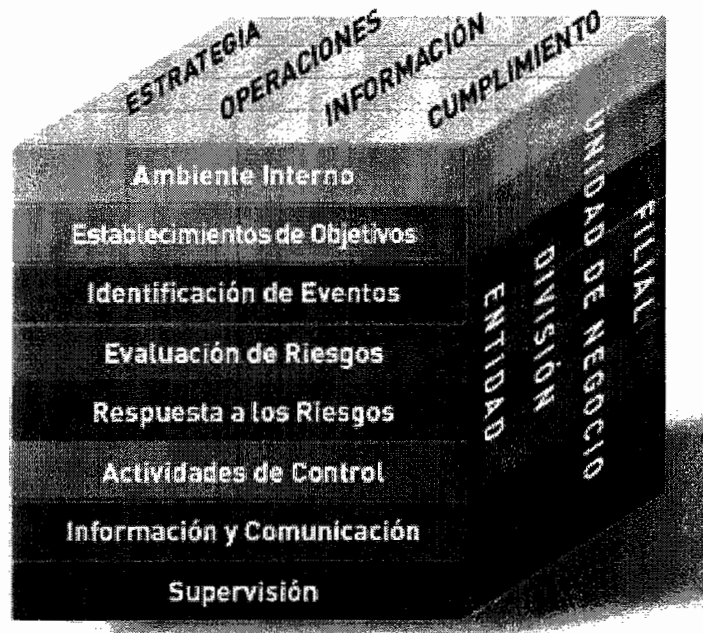 ESTRATEGIA
OPERACIONES
INFORMACIÓN
CUMPLIMIENTO
Ambiente Interno
Establecimientos de Objetivos
Identificación de Eventos
Evaluación de Riesgos
Respuesta a los Riesgos
Actividades de Control
Información y Comunicación
Supervisión
ENTIDAD
DIVISIÓN
UNIDAD DE NEGOCIO
FILIAL